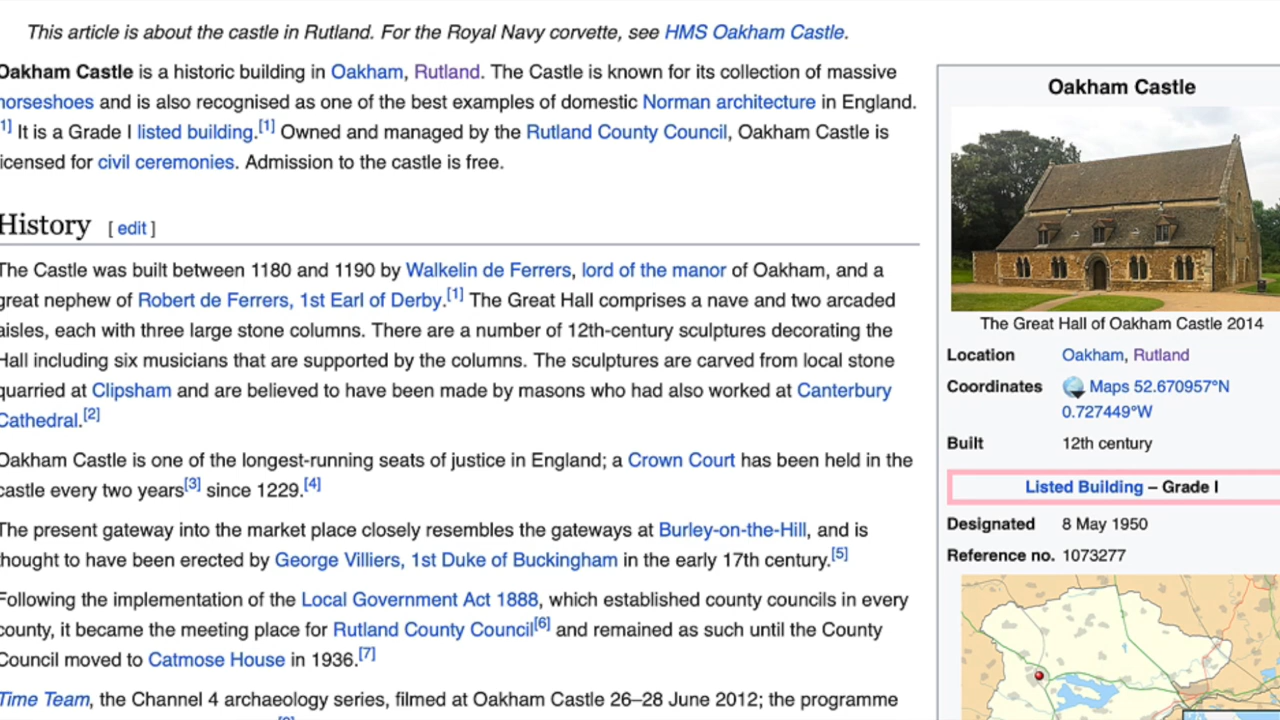 This article is about the castle in Rutland. For the Royal Navy corvette, see HMS Oakham Castle.
Oakham Castle is a historic building in Oakham, Rutland. The Castle is known for its collection of massive
horseshoes and is also recognised as one of the best examples of domestic Norman architecture in England.
[1] It is a Grade I listed building.[1] Owned and managed by the Rutland County Council, Oakham Castle is
licensed for civil ceremonies. Admission to the castle is free.
History [ edit ]
The Castle was built between 1180 and 1190 by Walkelin de Ferrers, lord of the manor of Oakham, and a
great nephew of Robert de Ferrers, 1st Earl of Derby.[1] The Great Hall comprises a nave and two arcaded
aisles, each with three large stone columns. There are a number of 12th-century sculptures decorating the
Hall including six musicians that are supported by the columns. The sculptures are carved from local stone
quarried at Clipsham and are believed to have been made by masons who had also worked at Canterbury
Cathedral.[2]
Oakham Castle is one of the longest-running seats of justice in England; a Crown Court has been held in the
castle every two years[3] since 1229.[4]
The present gateway into the market place closely resembles the gateways at Burley-on-the-Hill, and is
thought to have been erected by George Villiers, 1st Duke of Buckingham in the early 17th century.[5]
Following the implementation of the Local Government Act 1888, which established county councils in every
county, it became the meeting place for Rutland County Council[6] and remained as such until the County
Council moved to Catmose House in 1936.[7]
Time Team, the Channel 4 archaeology series, filmed at Oakham Castle 26–28 June 2012; the programme
Oakham Castle
The Great Hall of Oakham Castle 2014
Location Oakham, Rutland
Coordinates Maps 52.670957°N
0.727449°W
Built 12th century
Listed Building – Grade I
Designated 8 May 1950
Reference no. 1073277